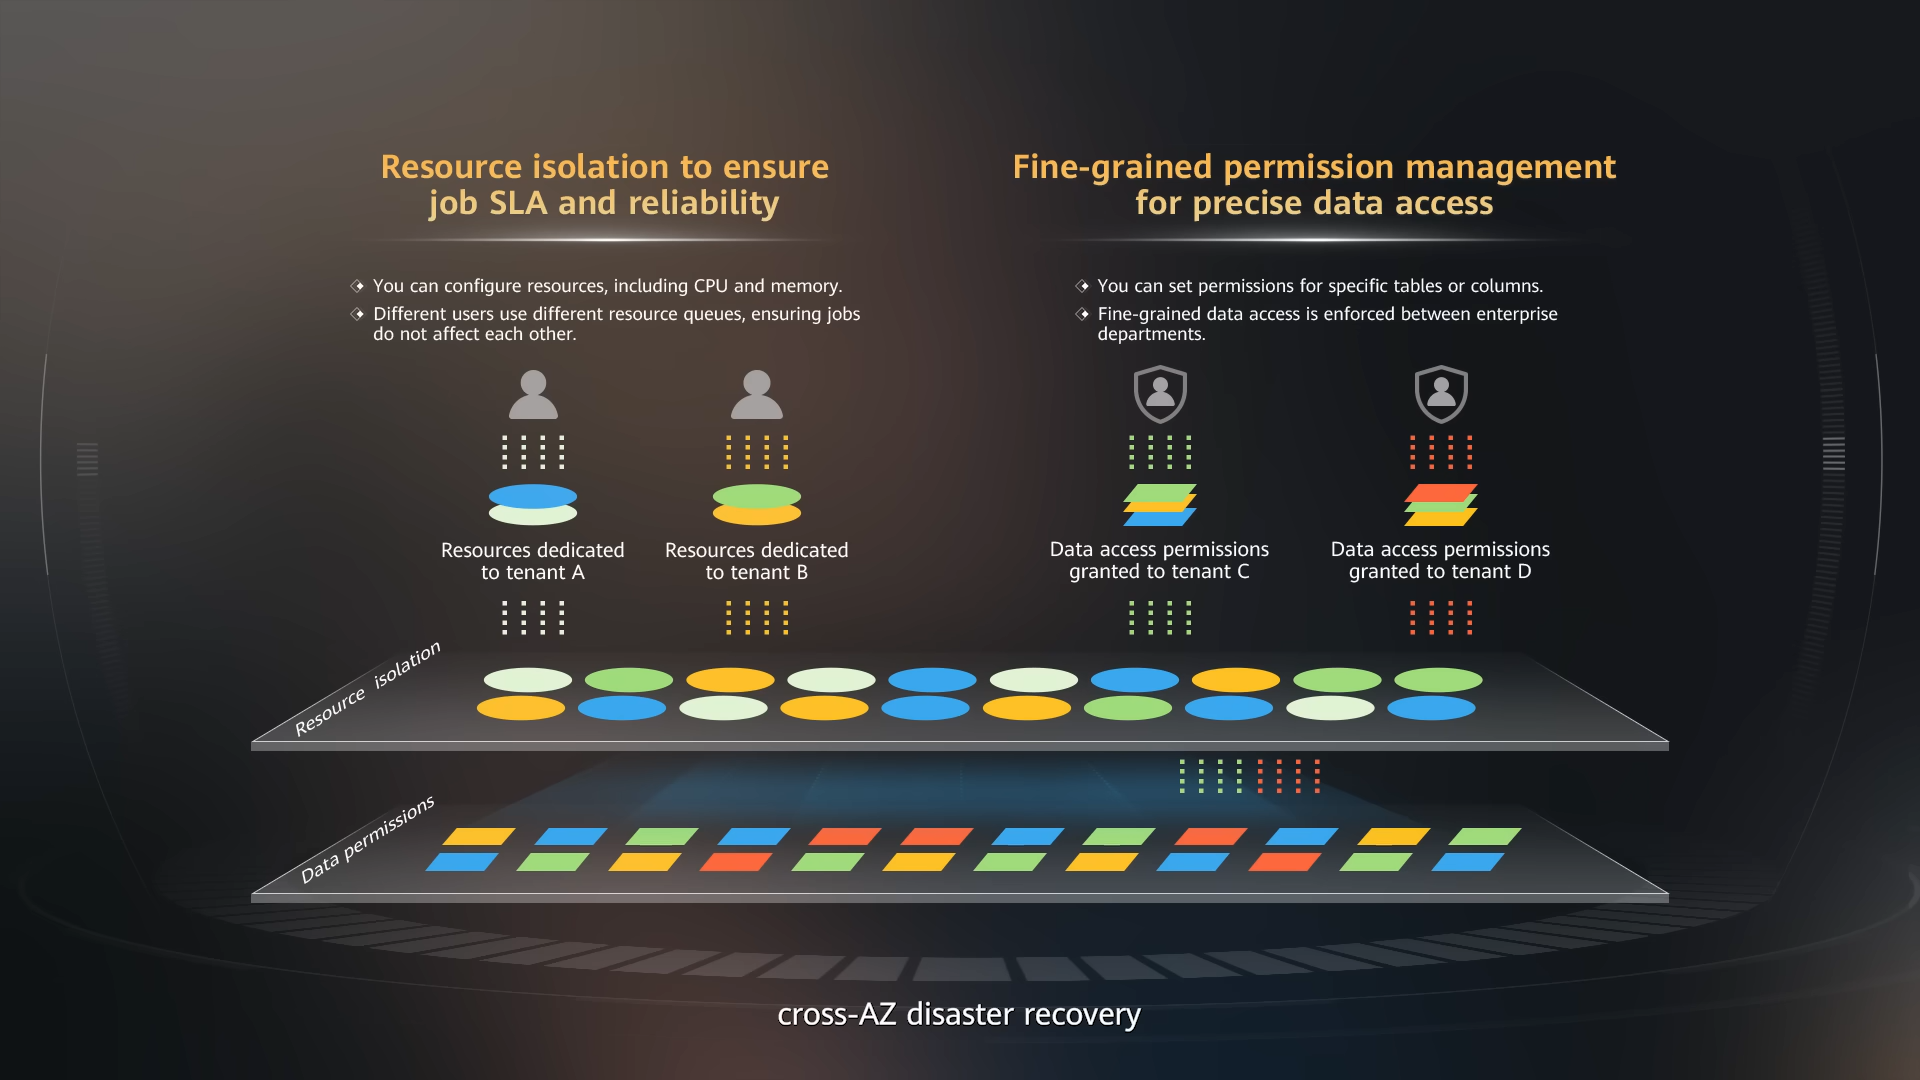 Resource isolation to ensure
job SLA and reliability
You can configure resources, including CPU and memory.
Different users use different resource queues, ensuring jobs
do not affect each other.
Resources dedicated
to tenant A
Resources dedicated
to tenant B
Fine-grained permission management
for precise data access
You can set permissions for specific tables or columns.
Fine-grained data access is enforced between enterprise
departments.
Data access permissions
granted to tenant C
Data access permissions
granted to tenant D
Resource isolation
Data permissions
cross-AZ disaster recovery